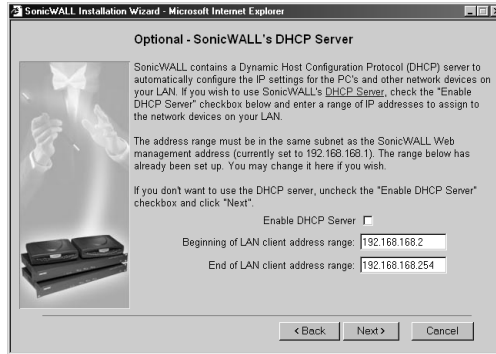 SonicWALL Installation Wizard - Microsoft Internet Explorer
Optional - SonicWALL's DHCP Server
SonicWALL contains a Dynamic Host Configuration Protocol (DHCP) server to
automatically configure the IP settings for the PC's and other network devices on
your LAN. If you wish to use SonicWALL's DHCP Server, check the "Enable
DHCP Server" checkbox below and enter a range of IP addresses to assign to
the network devices on your LAN.
The address range must be in the same subnet as the SonicWALL Web
management address (currently set to 192.168.168.1). The range below has
already been set up. You may change it here if you wish.
If you don't want to use the DHCP server, uncheck the "Enable DHCP Server"
checkbox and click "Next".
Enable DHCP Server
Beginning of LAN client address range: 192.168.168.2
End of LAN client address range: 192.168.168.254
< Back Next > Cancel